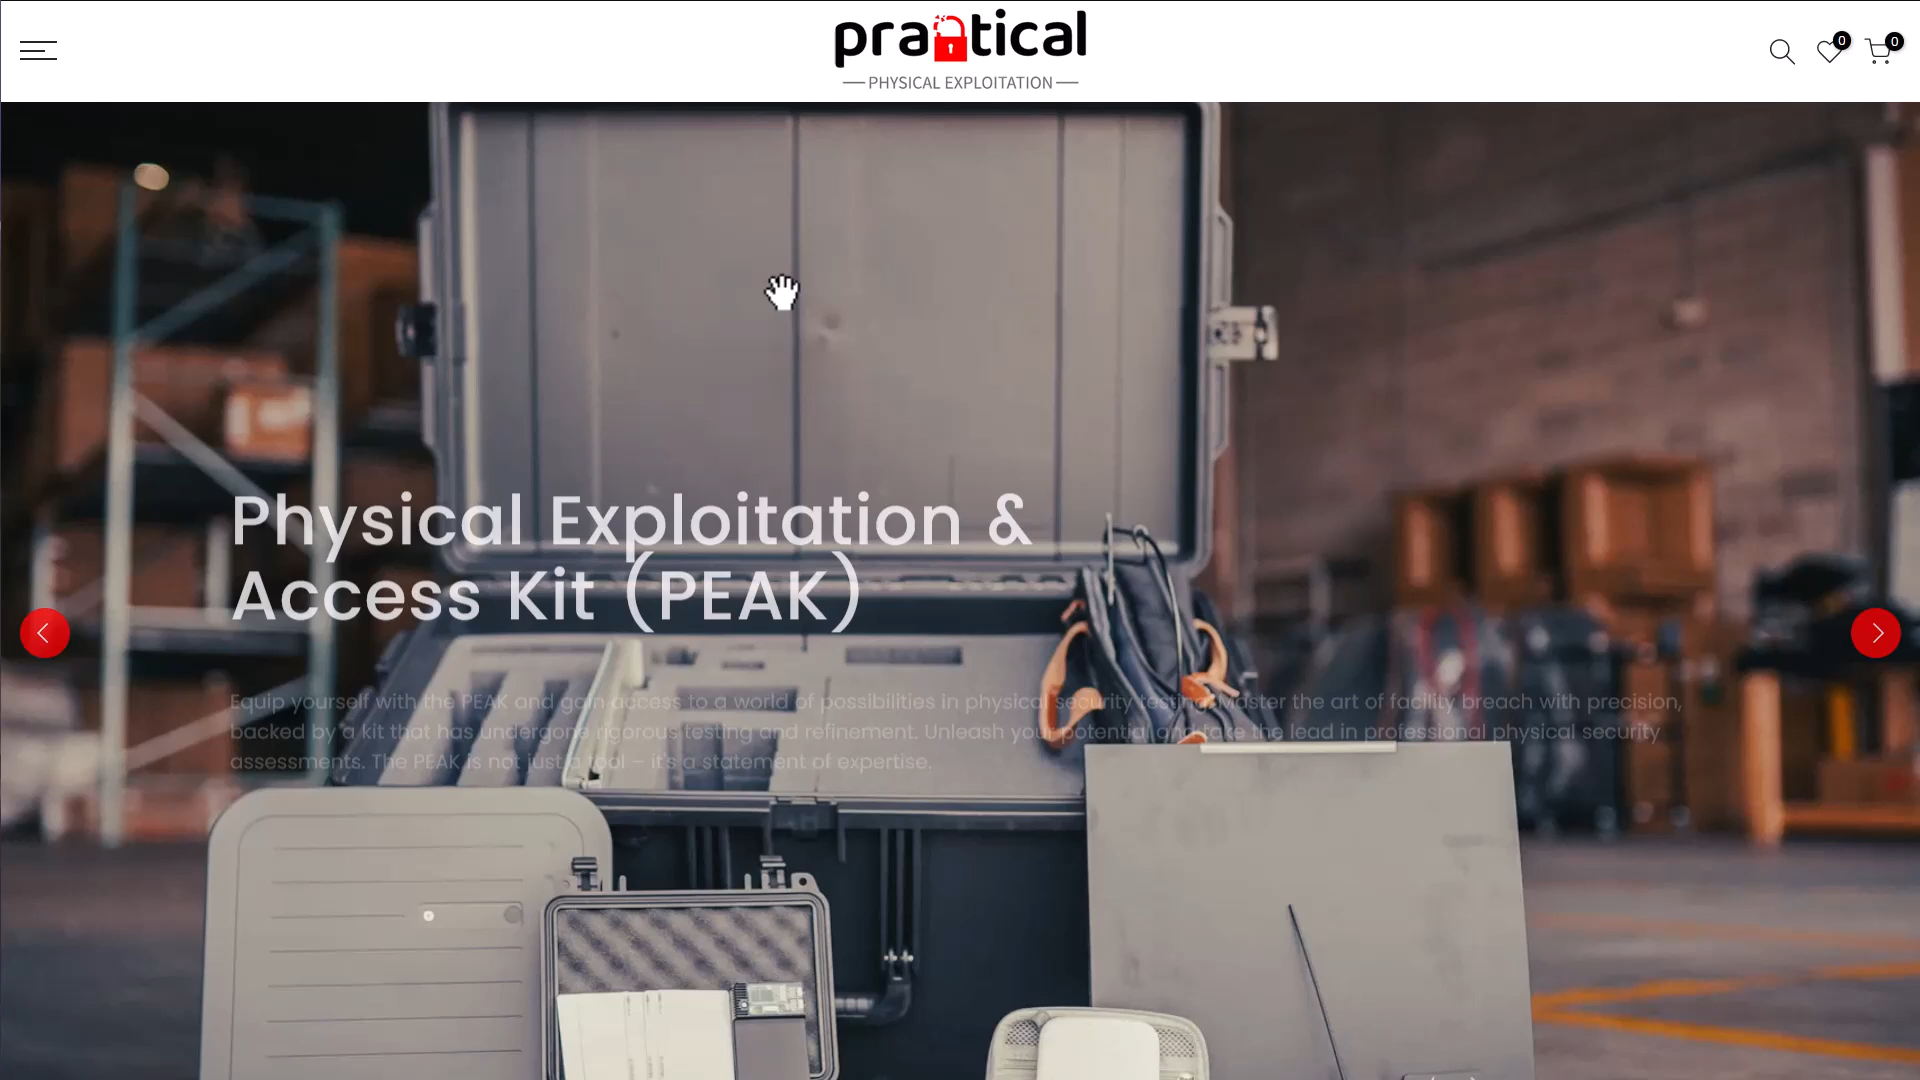 practical
PHYSICAL EXPLOITATION
0
0
Physical Exploitation &
Access Kit (PEAK)
Equip yourself with the PEAK and gain access to a world of possibilities in physical security testing. Master the art of facility breach with precision,
backed by a kit that has undergone rigorous testing and refinement. Unleash your potential and take the lead in professional physical security
assessments. The PEAK is not just a tool – it's a statement of expertise.